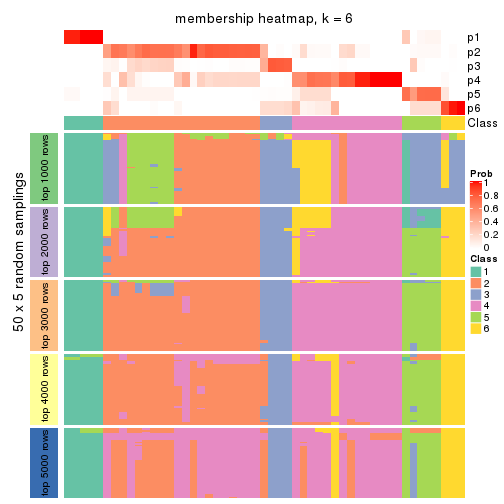 membership heatmap, k = 6
p1
p2
p3
p4
p5
p6
Class
50 x 5 random samplings
top 1000 rows
top 2000 rows
top 3000 rows
top 4000 rows
top 5000 rows
Prob
1
0.8
0.6
0.4
0.2
0
Class
1
2
3
4
5
6